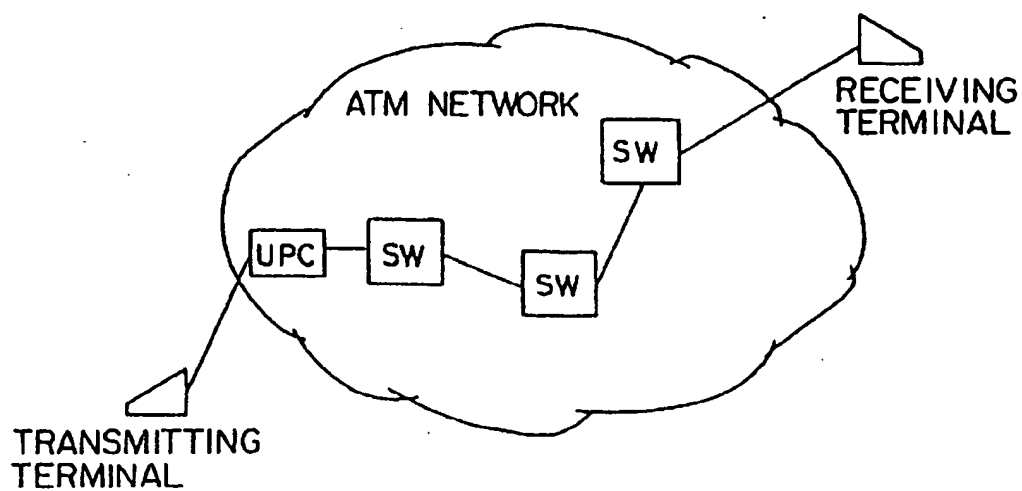 ATM NETWORK
RECEIVING
TERMINAL
SW
UPC
SW
SW
TRANSMITTING
TERMINAL